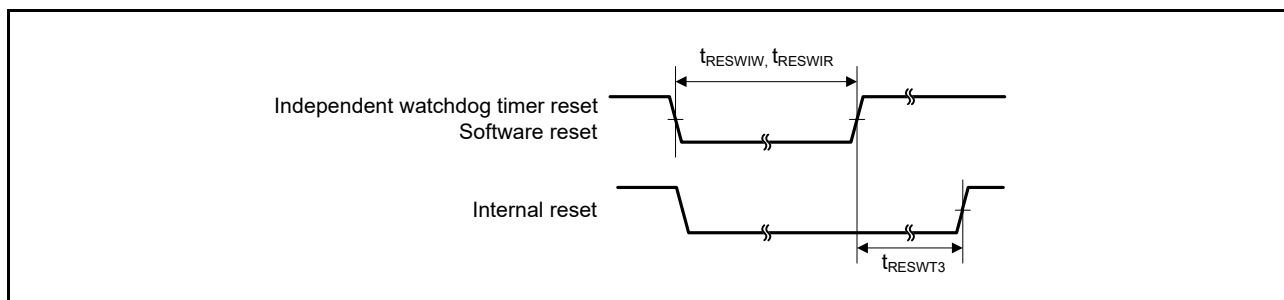 tRESWIW, tRESWIR
Independent watchdog timer reset
Software reset
Internal reset
tRESWT3